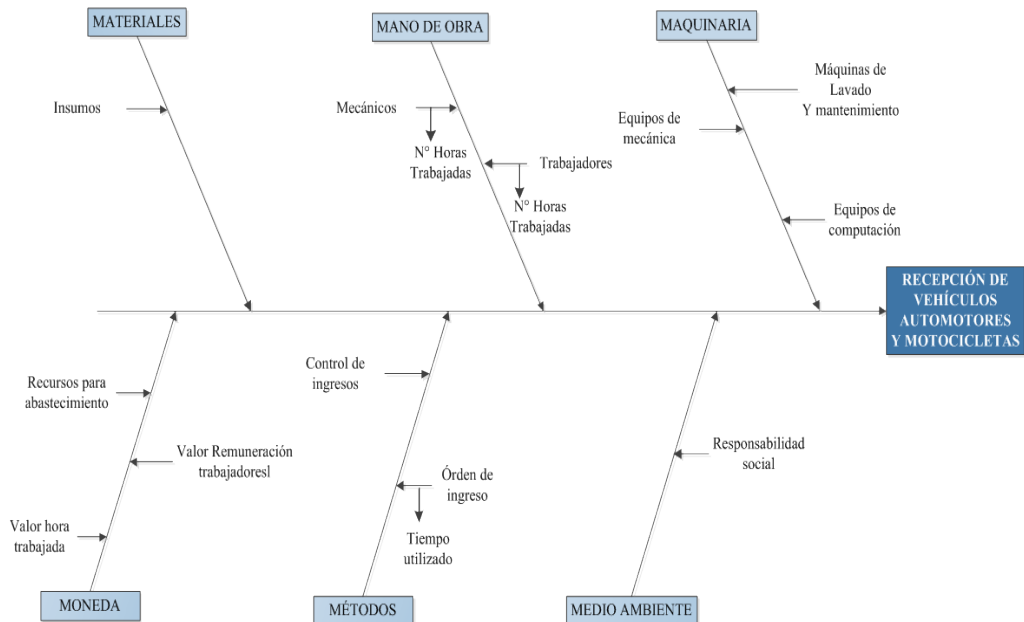 MATERIALES
MANO DE OBRA
MAQUINARIA
Insumos
Mecánicos
N° Horas
Trabajadas
Trabajadores
N° Horas
Trabajadas
Máquinas de
Lavado
Y mantenimiento
Equipos de
mecánica
Equipos de
computación
RECEPCIÓN DE
VEHÍCULOS
AUTOMOTORES
Y MOTOCICLETAS
Recursos para
abastecimiento
Valor Remuneración
trabajadoresl
Valor hora
trabajada
Control de
ingresos
Órden de
ingreso
Tiempo
utilizado
Responsabilidad
social
MONEDA
MÉTODOS
MEDIO AMBIENTE